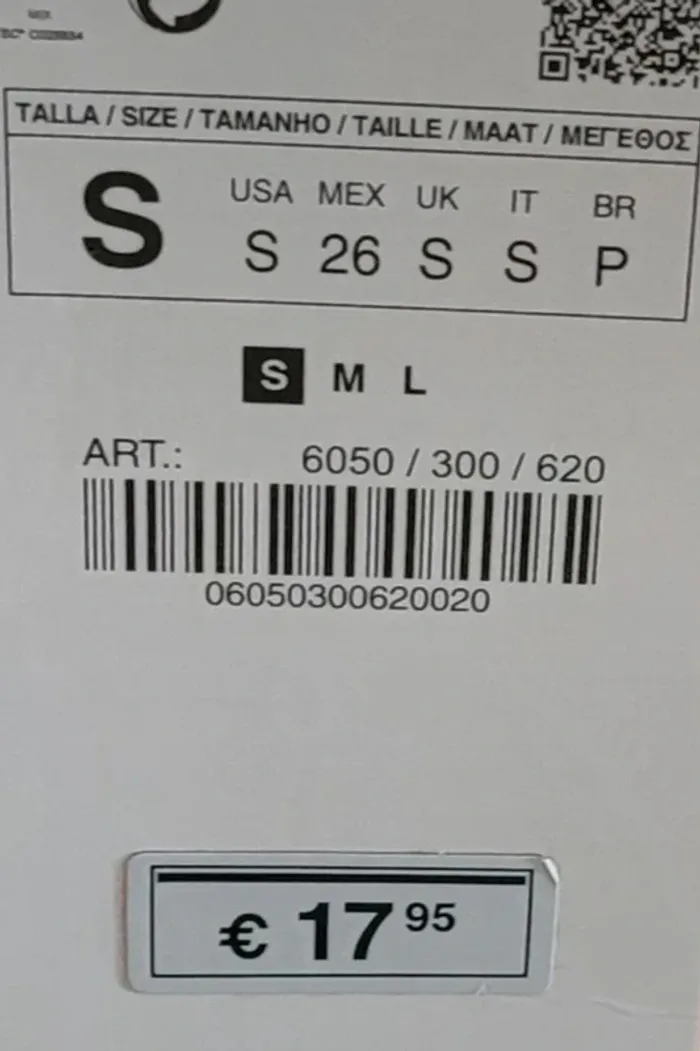 TALLA / SIZE / TAMANHO / TAILLE / MAAT / ΜΕΓΕΘΟΣ
S
USA MEX UK IT BR
S 26 S S P
S M L
ART.: 6050 / 300 / 620
06050300620020
€ 17 95